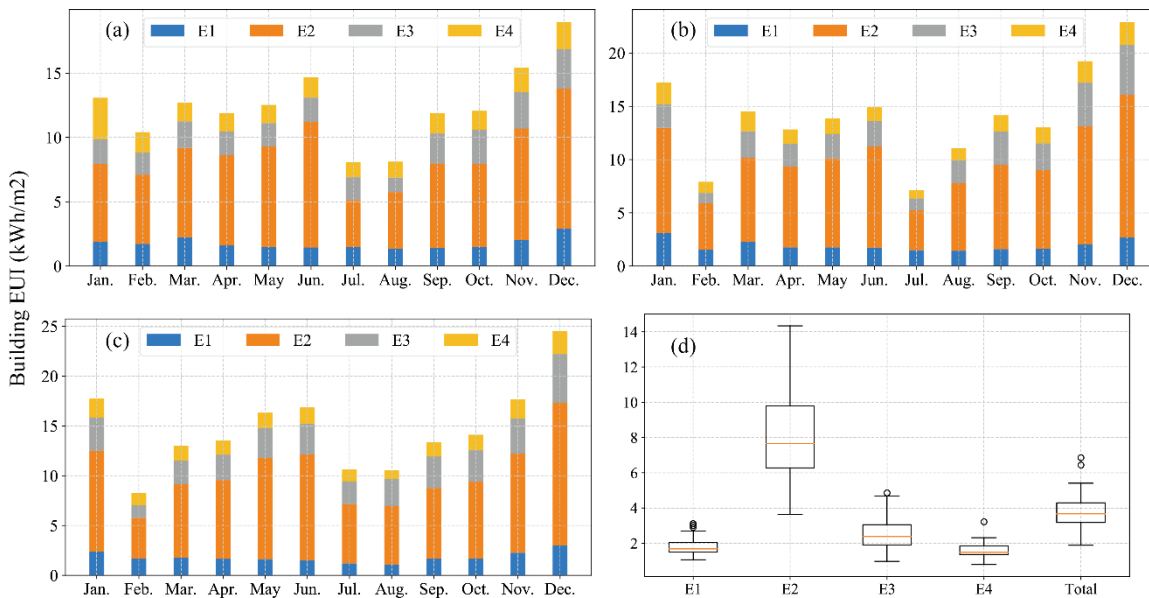 Building EUI (kWh/m2)
(a) E1 E2 E3 E4
15
10
5
0
Jan. Feb. Mar. Apr. May Jun. Jul. Aug. Sep. Oct. Nov. Dec.
(b) E1 E2 E3 E4
20
15
10
5
0
Jan. Feb. Mar. Apr. May Jun. Jul. Aug. Sep. Oct. Nov. Dec.
(c) E1 E2 E3 E4
25
20
15
10
5
0
Jan. Feb. Mar. Apr. May Jun. Jul. Aug. Sep. Oct. Nov. Dec.
(d)
14
12
10
8
6
4
2
E1 E2 E3 E4 Total